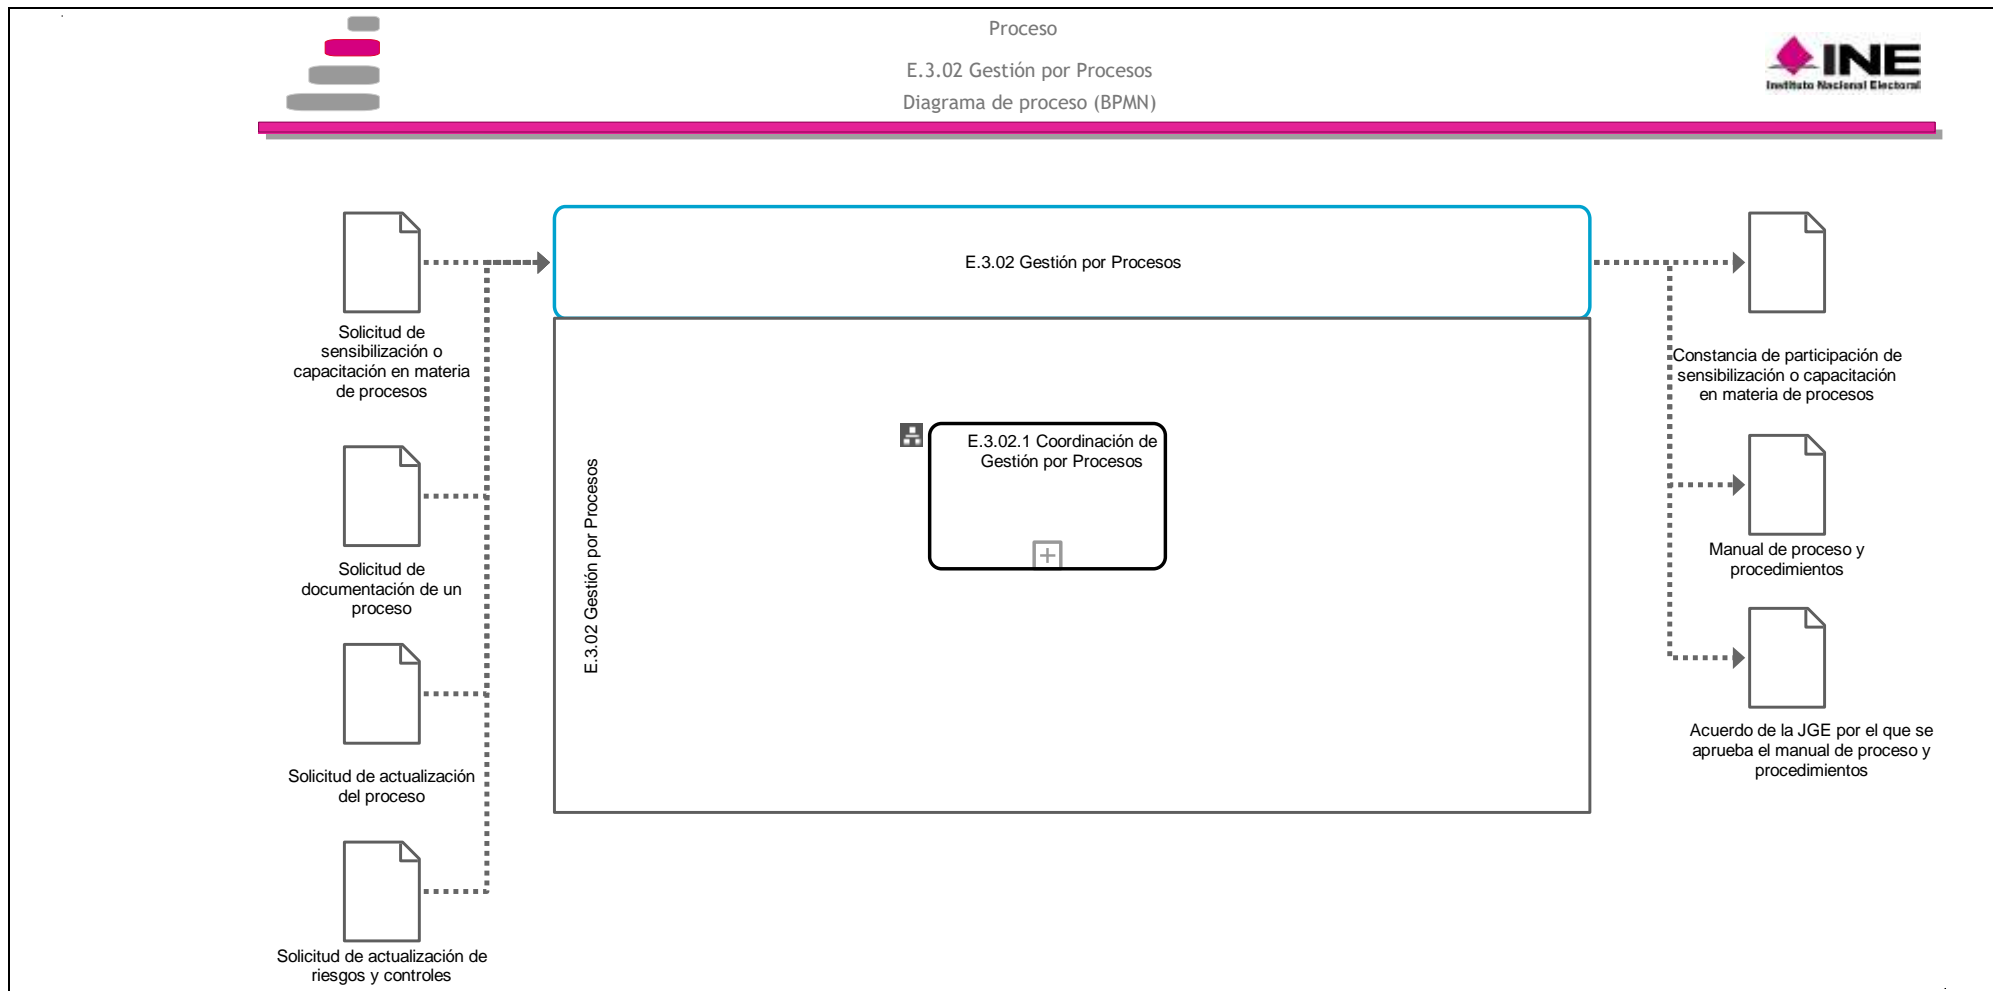 Proceso
E.3.02 Gestión por Procesos
Diagrama de proceso (BPMN)
INE
Instituto Nacional Electoral
Solicitud de
sensibilización o
capacitación en materia
de procesos
Solicitud de
documentación de un
proceso
Solicitud de actualización
del proceso
Solicitud de actualización de
riesgos y controles
E.3.02 Gestión por Procesos
E.3.02 Gestión por Procesos
E.3.02.1 Coordinación de
Gestión por Procesos
Constancia de participación de
sensibilización o capacitación
en materia de procesos
Manual de proceso y
procedimientos
Acuerdo de la JGE por el que se
aprueba el manual de proceso y
procedimientos